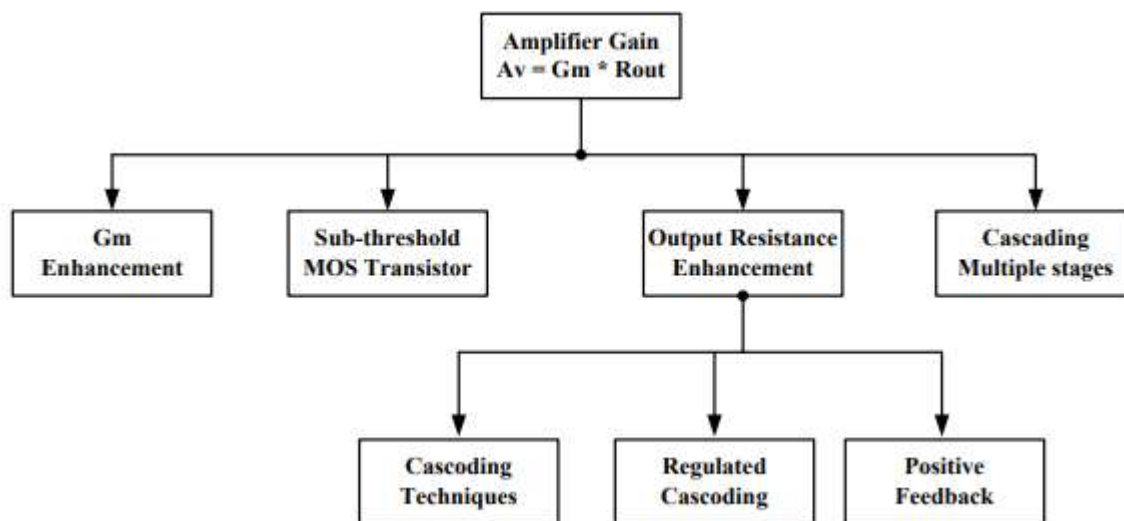 Amplifier Gain
Av = Gm * Rout
Gm
Enhancement
Sub-threshold
MOS Transistor
Output Resistance
Enhancement
Cascading
Multiple stages
Cascoding
Techniques
Regulated
Cascoding
Positive
Feedback